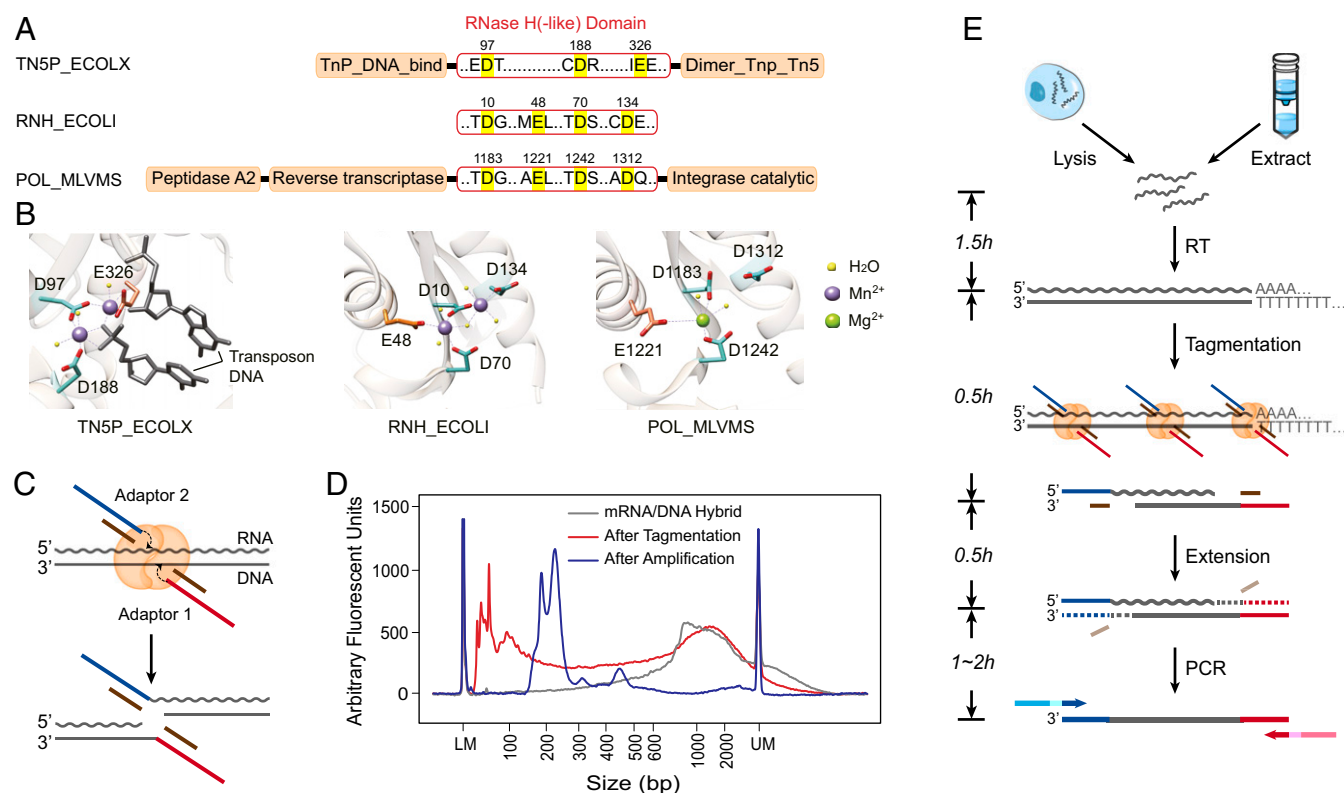 A
RNase H(-like) Domain
97 188 326
TN5P_ECOLX TnP_DNA_bind ..EDT...........CDR. IEE.. Dimer_Tnp_Tn5
10 48 70 134
RNH_ECOLI ..TDG..MEL..TDS..CDE..
1183 1221 1242 1312
POL_MLVMS Peptidase A2 Reverse transcriptase ..TDG..AEL..TDS..ADQ.. Integrase catalytic
B
D97
E326
D188
Transposon
DNA
TN5P_ECOLX
D134
D10
E48
D70
RNH_ECOLI
D1312
D1183
E1221
D1242
POL_MLVMS
H2O
Mn2+
Mg2+
C
Adaptor 2
RNA
5’
3’
DNA
Adaptor 1
5’
3’
D
Arbitrary Fluorescent Units
1500
1000
500
0
mRNA/DNA Hybrid
After Tagmentation
After Amplification
LM 100 200 300 400 500 600 1000 2000 UM
Size (bp)
E
Lysis
Extract
1.5h
RT
5’ AAAA...
3’ TTTTTTT...
Tagmentation
0.5h
5’ AAAA...
3’ TTTTTTT...
5’
3’
0.5h
Extension
5’
3’
1~2h
PCR
3’